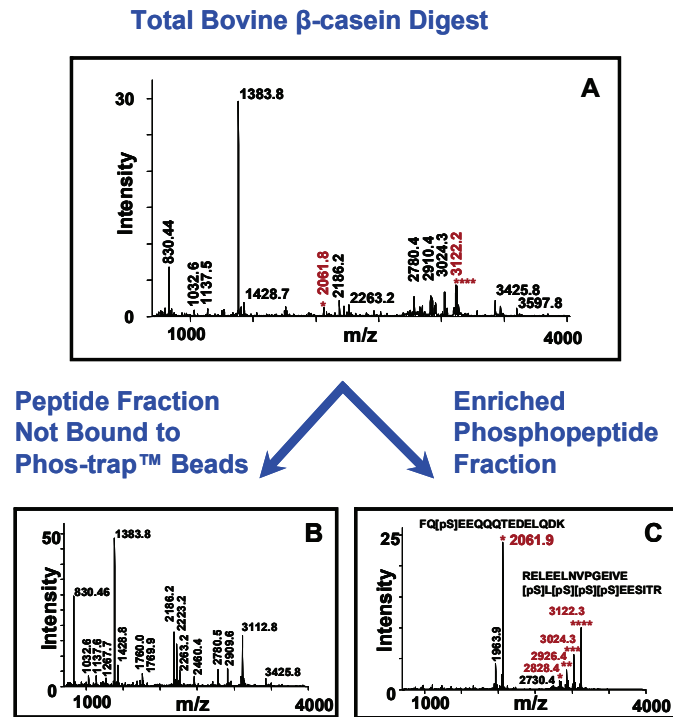 Total Bovine β-casein Digest
A
30
0
Intensity
830.44
1032.6
1137.5
1383.8
1428.7
2061.8
*
2186.2
2263.2
2780.4
2910.4
3024.3
3122.2
****
3425.8
3597.8
1000
m/z
4000
Peptide Fraction
Not Bound to
Phos-trap™ Beads
Enriched
Phosphopeptide
Fraction
B
50
0
Intensity
830.46
1032.6
1137.6
1267.7
1383.8
1428.8
1760.0
1769.9
2186.2
2223.2
2263.2
2460.4
2780.5
2909.6
3112.8
3425.8
1000
m/z
4000
C
FQ[pS]EEQQQTEDELQDK
25
0
Intensity
* 2061.9
RELEELNVPGEIVE
[pS]L[pS][pS][pS]EESITR
3122.3
****
3024.3
***
2926.4
**
2828.4
*
2730.4
1963.9
1000
m/z
4000